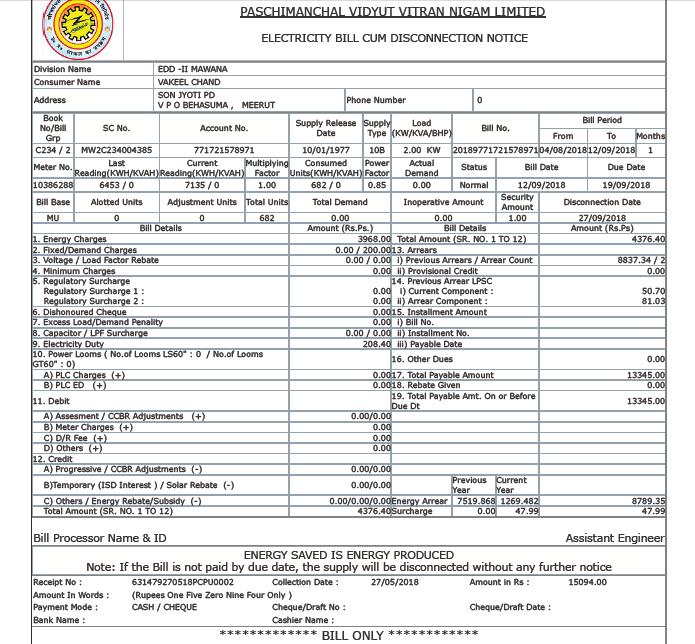 PASCHIMANCHAL VIDYUT VITRAN NIGAM LIMITED
ELECTRICITY BILL CUM DISCONNECTION NOTICE
Division Name EDD -II MAWANA
Consumer Name VAKEEL CHAND
Address SON JYOTI PD V P O BEHASUMA , MEERUT Phone Number 0
Book No/Bill Grp SC No. Account No. Supply Release Date Supply Type Load (KW/KVA/BHP) Bill No. Bill Period From To Months
C234 / 2 MW2C234004385 771721578971 10/01/1977 10B 2.00 KW 20189771721578971 04/08/2018 12/09/2018 1
Meter No. Last Reading(KWH/KVAH) Current Reading(KWH/KVAH) Multiplying Factor Consumed Units(KWH/KVAH) Power Factor Actual Demand Status Bill Date Due Date
10386288 6453 / 0 7135 / 0 1.00 682 / 0 0.85 0.00 Normal 12/09/2018 19/09/2018
Bill Base Alotted Units Adjustment Units Total Units Total Demand Inoperative Amount Security Amount Disconnection Date
MU 0 0 682 0.00 0.00 1.00 27/09/2018
Bill Details Amount (Rs.Ps.) Bill Details Amount (Rs.Ps)
1. Energy Charges 3968.00 Total Amount (SR. NO. 1 TO 12) 4376.40
2. Fixed/Demand Charges 0.00 / 200.00 13. Arrears
3. Voltage / Load Factor Rebate 0.00 / 0.00 i) Previous Arrears / Arrear Count 8837.34 / 2
4. Minimum Charges 0.00 ii) Provisional Credit 0.00
5. Regulatory Surcharge 14. Previous Arrear LPSC
Regulatory Surcharge 1 : 0.00 i) Current Component : 50.70
Regulatory Surcharge 2 : 0.00 ii) Arrear Component : 81.03
6. Dishonoured Cheque 0.00 15. Installment Amount
7. Excess Load/Demand Penality 0.00 i) Bill No.
8. Capacitor / LPF Surcharge 0.00 / 0.00 ii) Installment No.
9. Electricity Duty 208.40 iii) Payable Date
10. Power Looms ( No.of Looms LS60" : 0 / No.of Looms GT60" : 0) 16. Other Dues 0.00
A) PLC Charges (+) 0.00 17. Total Payable Amount 13345.00
B) PLC ED (+) 0.00 18. Rebate Given 0.00
11. Debit 19. Total Payable Amt. On or Before Due Dt 13345.00
A) Assesment / CCBR Adjustments (+) 0.00/0.00
B) Meter Charges (+) 0.00
C) D/R Fee (+) 0.00
D) Others (+) 0.00
12. Credit
A) Progressive / CCBR Adjustments (-) 0.00/0.00
B)Temporary (ISD Interest ) / Solar Rebate (-) 0.00/0.00 Previous Year Current Year
C) Others / Energy Rebate/Subsidy (-) 0.00/0.00/0.00 Energy Arrear 7519.868 1269.482 8789.35
Total Amount (SR. NO. 1 TO 12) 4376.40 Surcharge 0.00 47.99 47.99
Bill Processor Name & ID Assistant Engineer
ENERGY SAVED IS ENERGY PRODUCED
Note: If the Bill is not paid by due date, the supply will be disconnected without any further notice
Receipt No : 631479270518PCPU0002 Collection Date : 27/05/2018 Amount in Rs : 15094.00
Amount In Words : (Rupees One Five Zero Nine Four Only )
Payment Mode : CASH / CHEQUE Cheque/Draft No : Cheque/Draft Date :
Bank Name : Cashier Name :
************* BILL ONLY ************